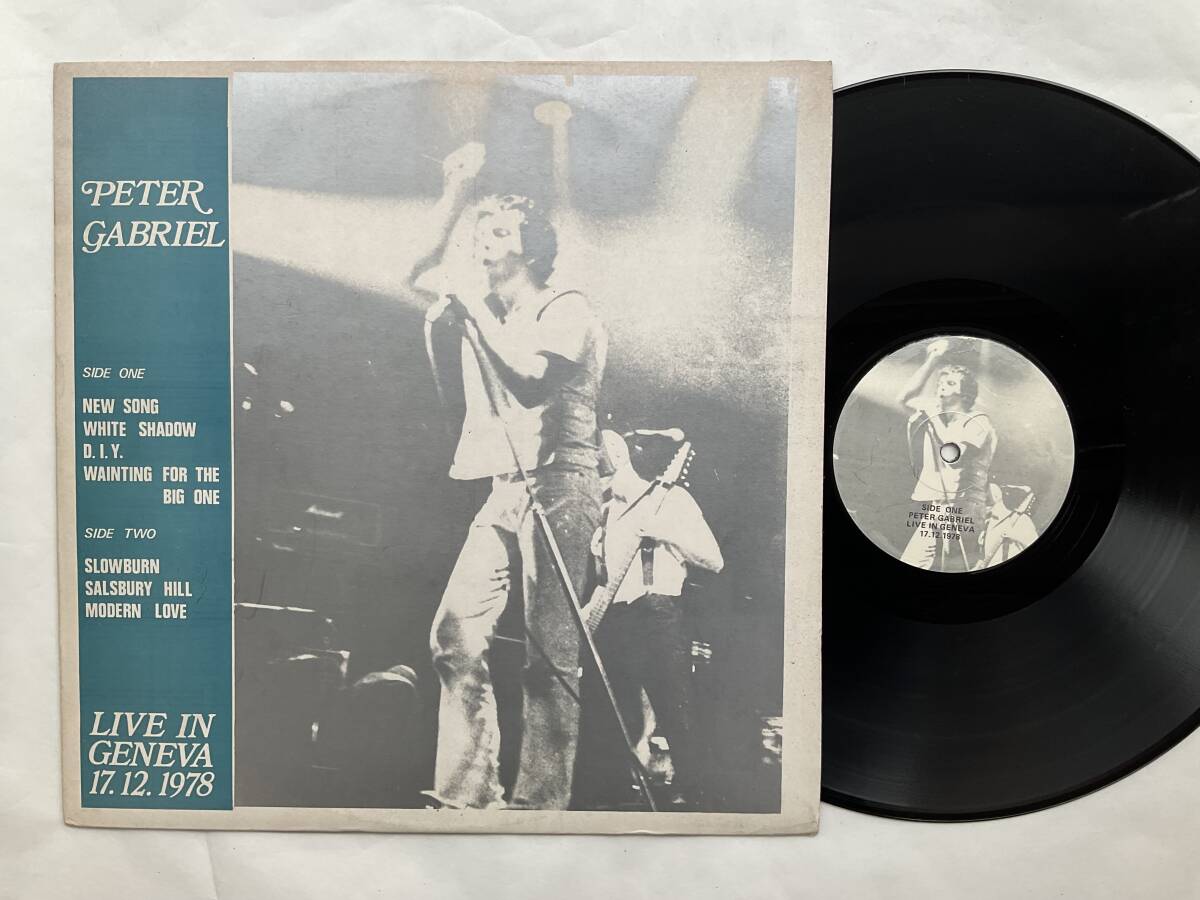 PETER
GABRIEL
SIDE ONE
NEW SONG
WHITE SHADOW
D.I.Y.
WAINTING FOR THE
BIG ONE
SIDE TWO
SLOWBURN
SALSBURY HILL
MODERN LOVE
LIVE IN
GENEVA
17.12.1978
SIDE ONE
PETER GABRIEL
LIVE IN GENEVA
17.12.1978